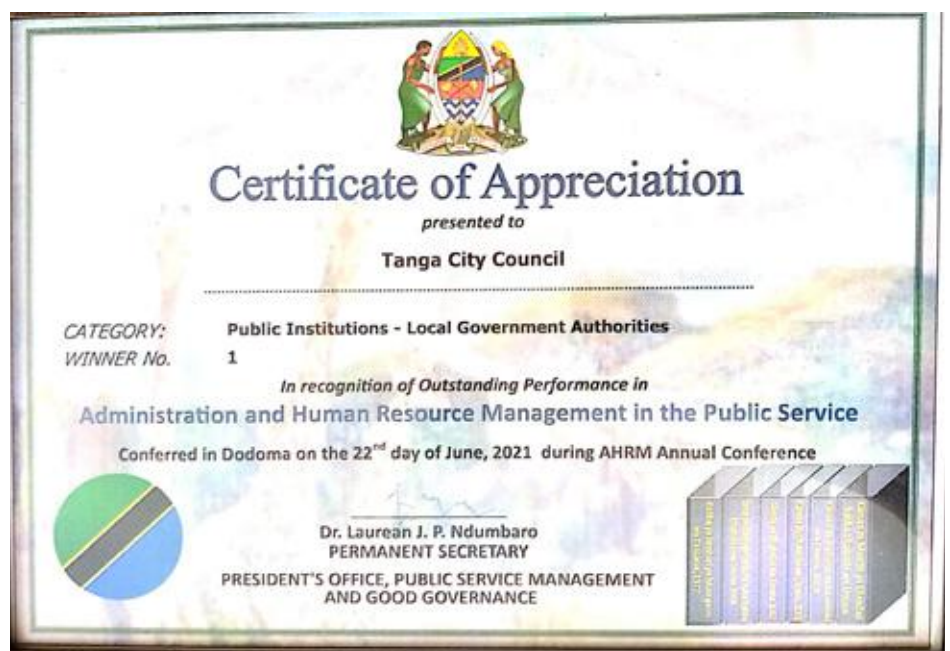 Certificate of Appreciation
presented to
Tanga City Council
CATEGORY: Public Institutions - Local Government Authorities
WINNER No. 1
In recognition of Outstanding Performance in
Administration and Human Resource Management in the Public Service
Conferred in Dodoma on the 22nd day of June, 2021 during AHRM Annual Conference
Dr. Laurean J. P. Ndumbaro
PERMANENT SECRETARY
PRESIDENT'S OFFICE, PUBLIC SERVICE MANAGEMENT
AND GOOD GOVERNANCE